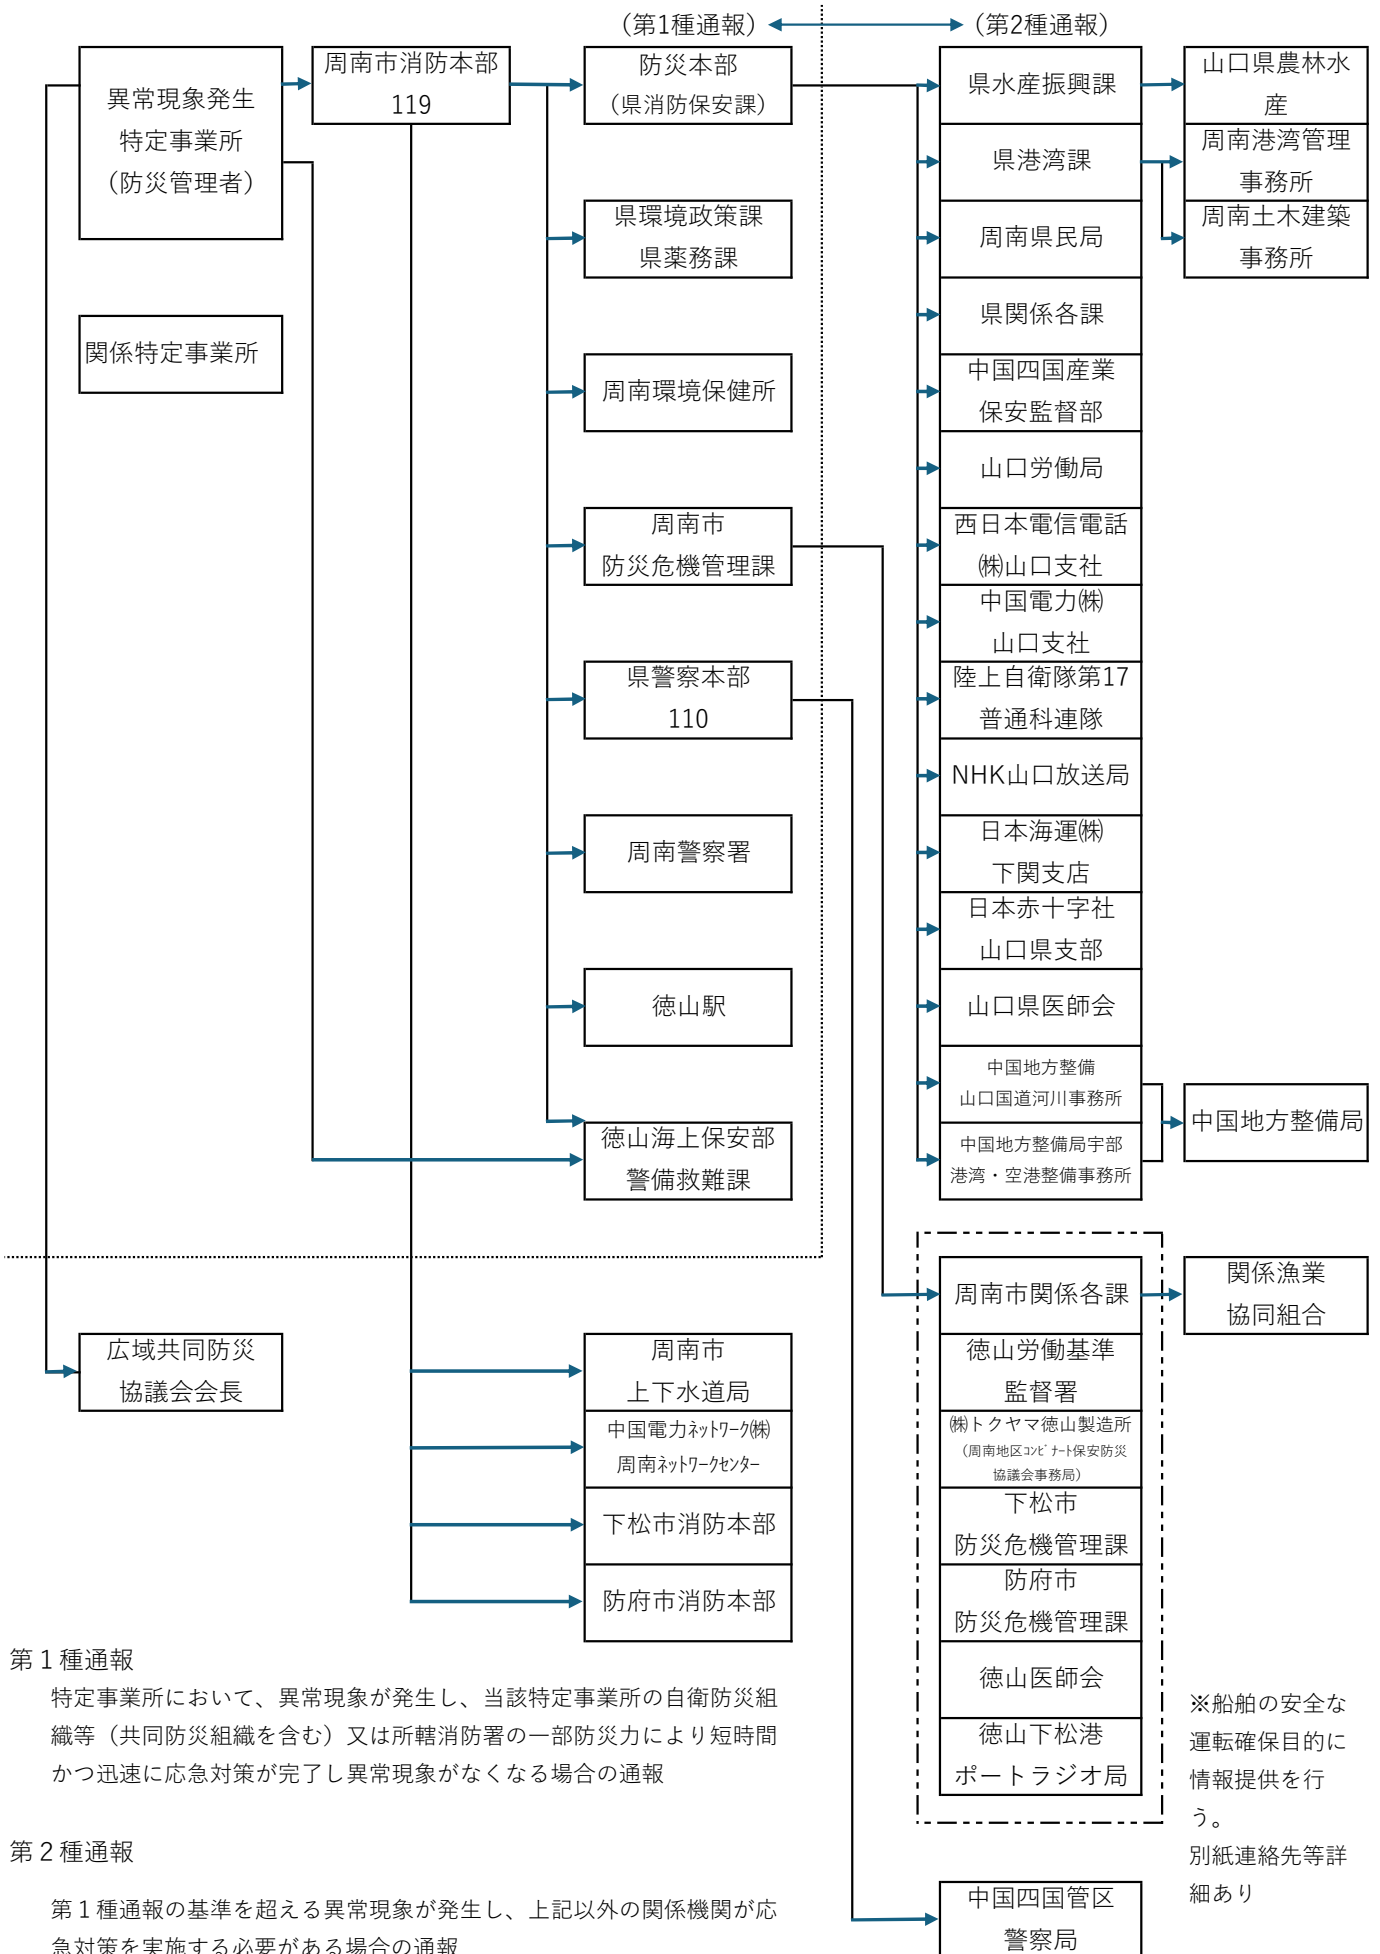 (第1種通報)
(第2種通報)
異常現象発生
特定事業所
(防災管理者)
周南市消防本部
119
防災本部
(県消防保安課)
県水産振興課
山口県農林水
産
県港湾課
周南港湾管理
事務所
県環境政策課
県薬務課
周南県民局
周南土木建築
事務所
関係特定事業所
県関係各課
周南環境保健所
中国四国産業
保安監督部
山口労働局
周南市
防災危機管理課
西日本電信電話
㈱山口支社
中国電力㈱
山口支社
県警察本部
110
陸上自衛隊第17
普通科連隊
NHK山口放送局
周南警察署
日本海運㈱
下関支店
日本赤十字社
山口県支部
徳山駅
山口県医師会
中国地方整備
山口国道河川事務所
徳山海上保安部
警備救難課
中国地方整備局宇部
港湾・空港整備事務所
中国地方整備局
周南市関係各課
関係漁業
協同組合
広域共同防災
協議会会長
周南市
上下水道局
徳山労働基準
監督署
中国電力ﾈｯﾄﾜｰｸ㈱
周南ﾈｯﾄﾜｰｸｾﾝﾀｰ
㈱トクヤマ徳山製造所
(周南地区ｺﾝﾋﾞﾅｰﾄ保安防災
協議会事務局)
下松市消防本部
下松市
防災危機管理課
防府市消防本部
防府市
防災危機管理課
徳山医師会
徳山下松港
ポートラジオ局
第１種通報
特定事業所において、異常現象が発生し、当該特定事業所の自衛防災組
織等（共同防災組織を含む）又は所轄消防署の一部防災力により短時間
かつ迅速に応急対策が完了し異常現象がなくなる場合の通報
※船舶の安全な
運転確保目的に
情報提供を行
う。
別紙連絡先等詳
細あり
第２種通報
第１種通報の基準を超える異常現象が発生し、上記以外の関係機関が応
急対策を実施する必要がある場合の通報
中国四国管区
警察局